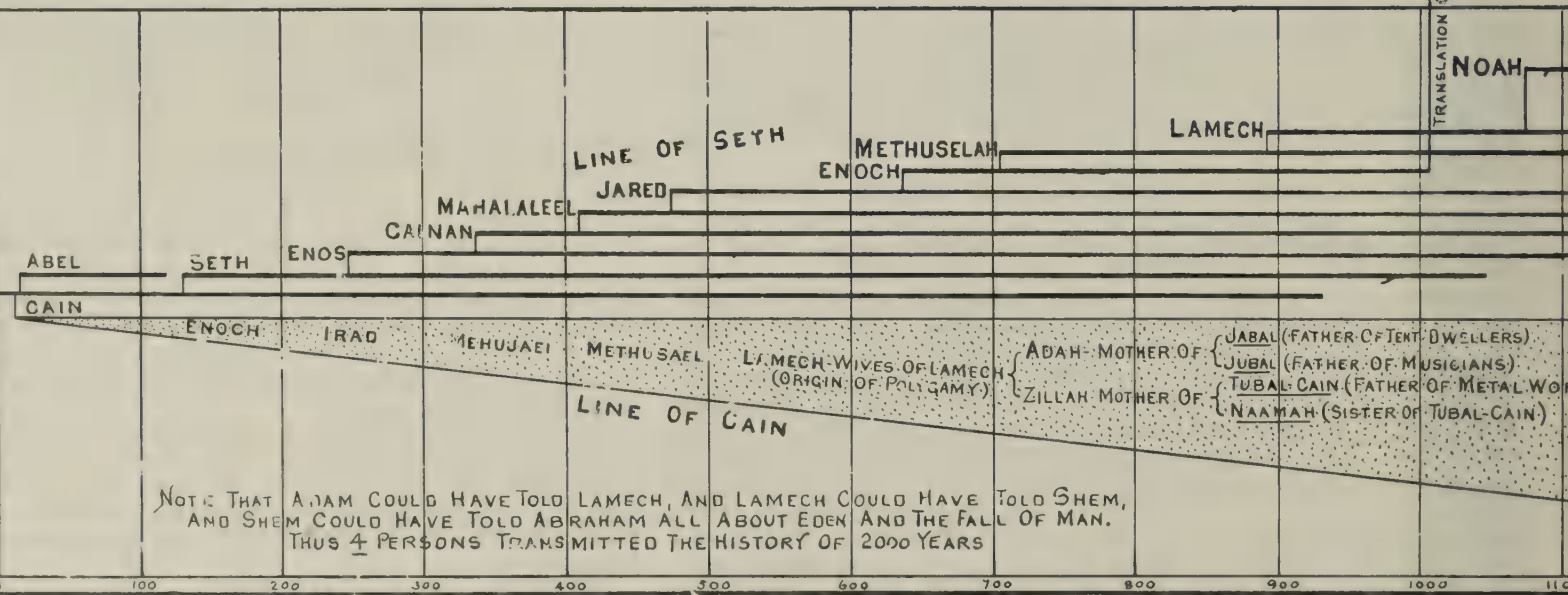 TRANSLATION
NOAH
LAMECH
LINE OF SETH
METHUSELAH
ENOCH
JARED
MAHALALEEL
CAINAN
ENOS
ABEL
SETH
CAIN
ENOCH
IRAD
MEHUJAEL
METHUSAEL
LAMECH-WIVES OF LAMECH
(ORIGIN OF POLYGAMY)
ADAH-MOTHER OF
JABAL (FATHER OF TENT DWELLERS)
JUBAL (FATHER OF MUSICIANS)
ZILLAH-MOTHER OF
TUBAL-CAIN (FATHER OF METAL WO
NAAMAH (SISTER OF TUBAL-CAIN)
LINE OF CAIN
NOTE THAT ADAM COULD HAVE TOLD LAMECH, AND LAMECH COULD HAVE TOLD SHEM,
AND SHEM COULD HAVE TOLD ABRAHAM ALL ABOUT EDEN AND THE FALL OF MAN.
THUS 4 PERSONS TRANSMITTED THE HISTORY OF 2000 YEARS
100 200 300 400 500 600 700 800 900 1000 110